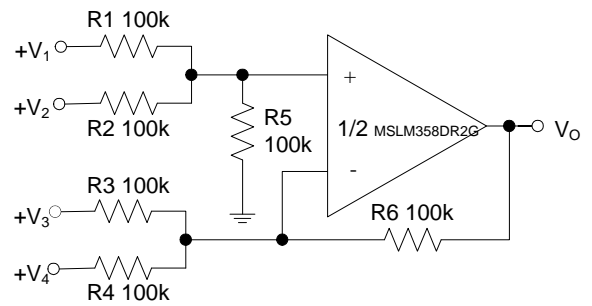 R1 100k
+V1
+V2
R2 100k
R5
100k
+
1/2 MSLM358DR2G
-
VO
R3 100k
+V3
R6 100k
+V4
R4 100k